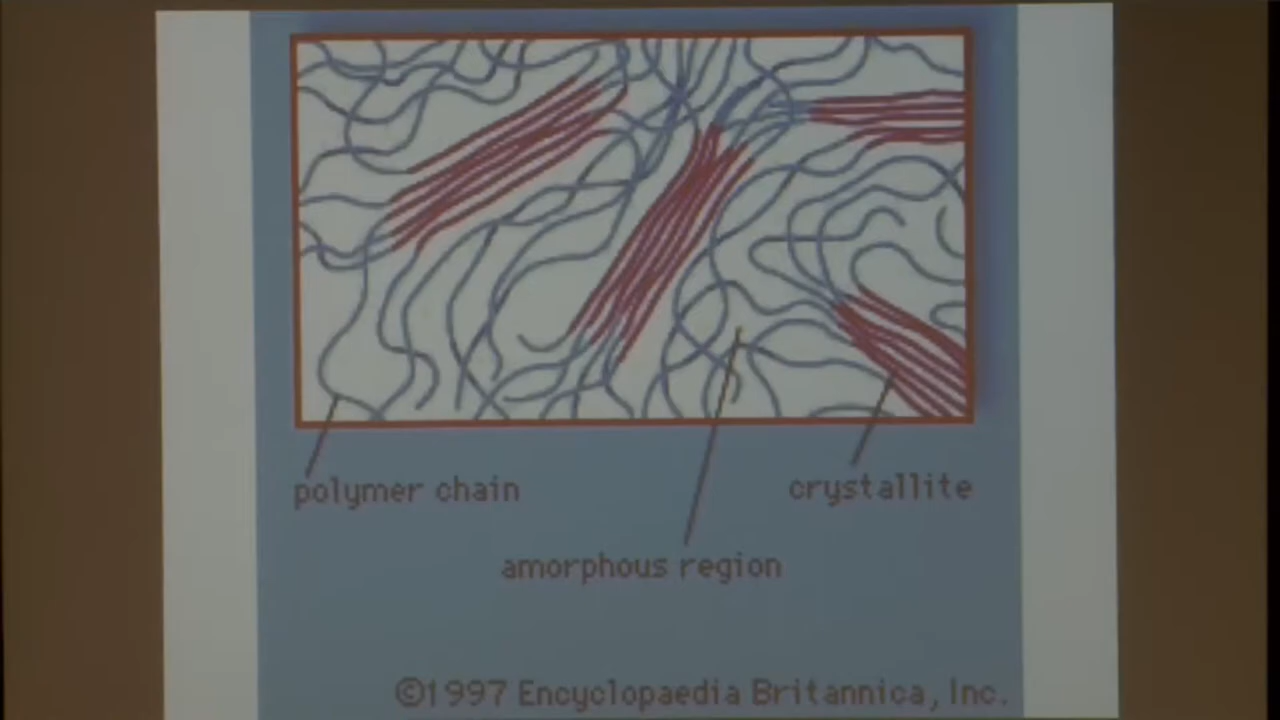 polymer chain
crystallite
amorphous region
©1997 Encyclopaedia Britannica, Inc.